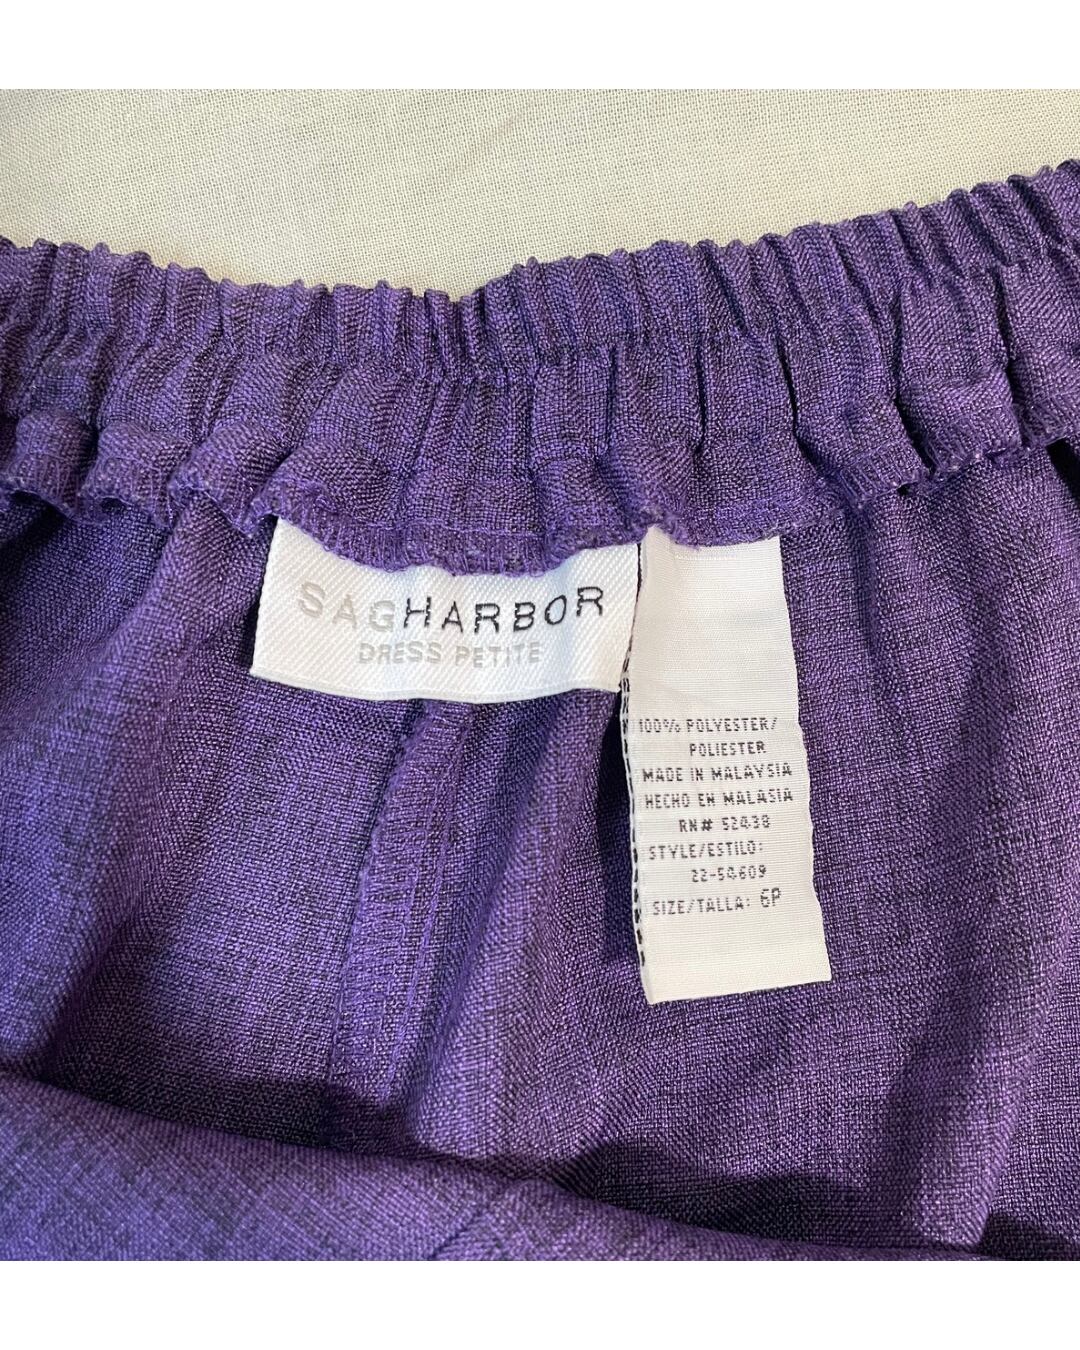 SAGHARBOR
DRESS PETITE
100% POLYESTER/
POLIESTER
MADE IN MALAYSIA
HECHO EN MALASIA
RN# 52438
STYLE/ESTILO:
22-54609
SIZE/TALLA: 6P